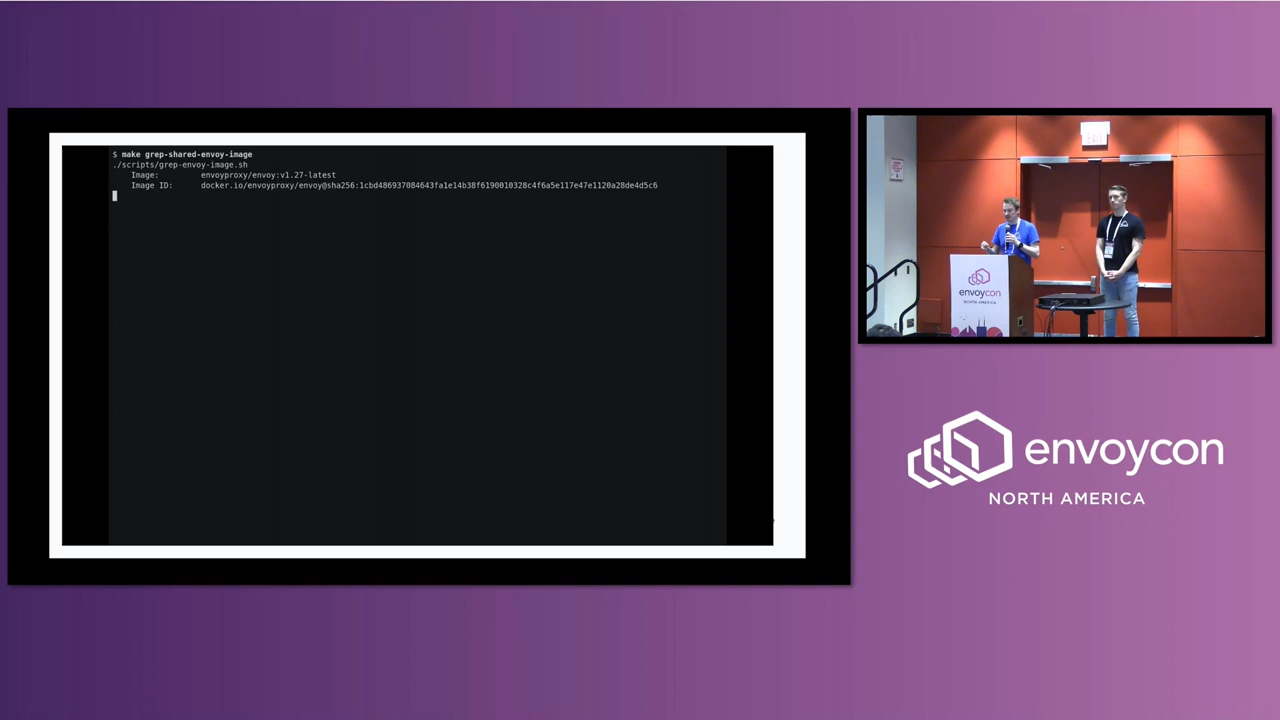 $ make grep-shared-envoy-image
./scripts/grep-envoy-image.sh
Image: envoyproxy/envoy:v1.27-latest
Image ID: docker.io/envoyproxy/envoy@sha256:1cbd486937084643fa1e14b38f6190010328c4f6a5e117e47e1120a28de4d5c6
EXIT
envoycon
NORTH AMERICA
envoycon
NORTH AMERICA